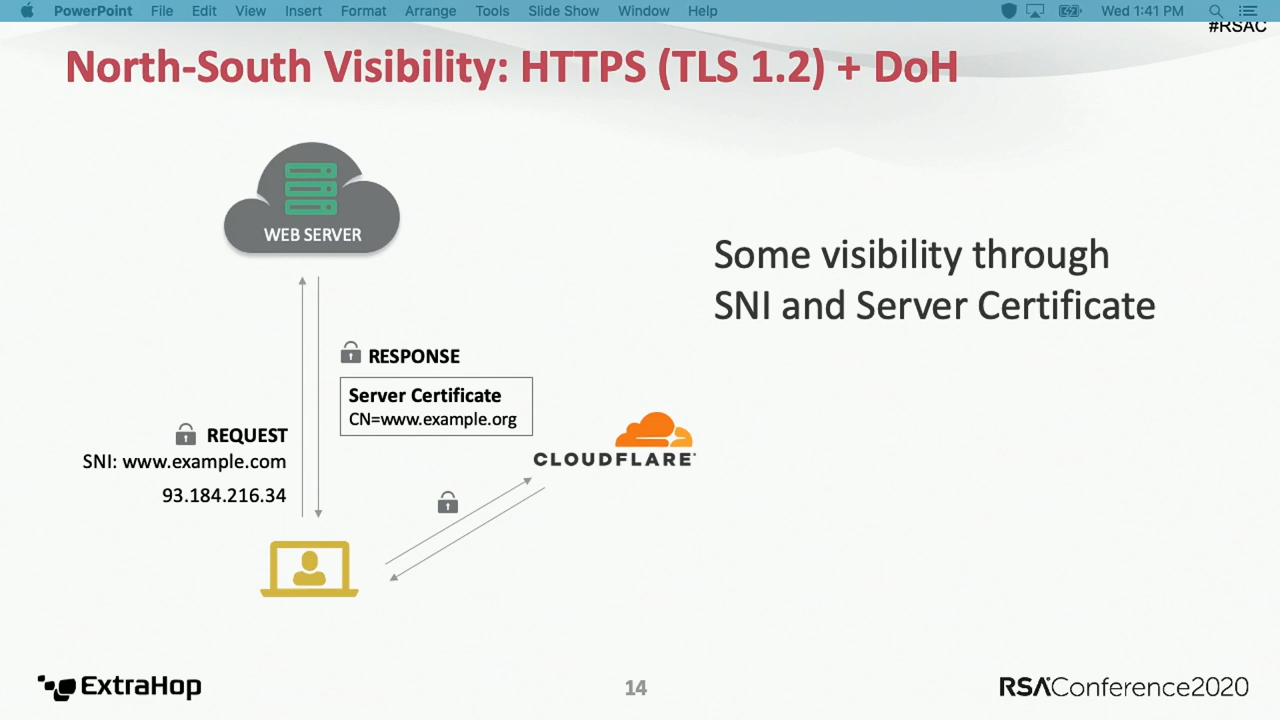 PowerPoint File Edit View Insert Format Arrange Tools Slide Show Window Help Wed 1:41 PM
#RSAC
North-South Visibility: HTTPS (TLS 1.2) + DoH
WEB SERVER
Some visibility through
SNI and Server Certificate
RESPONSE
Server Certificate
CN=www.example.org
REQUEST
SNI: www.example.com
93.184.216.34
CLOUDFLARE
ExtraHop
14
RSAConference2020